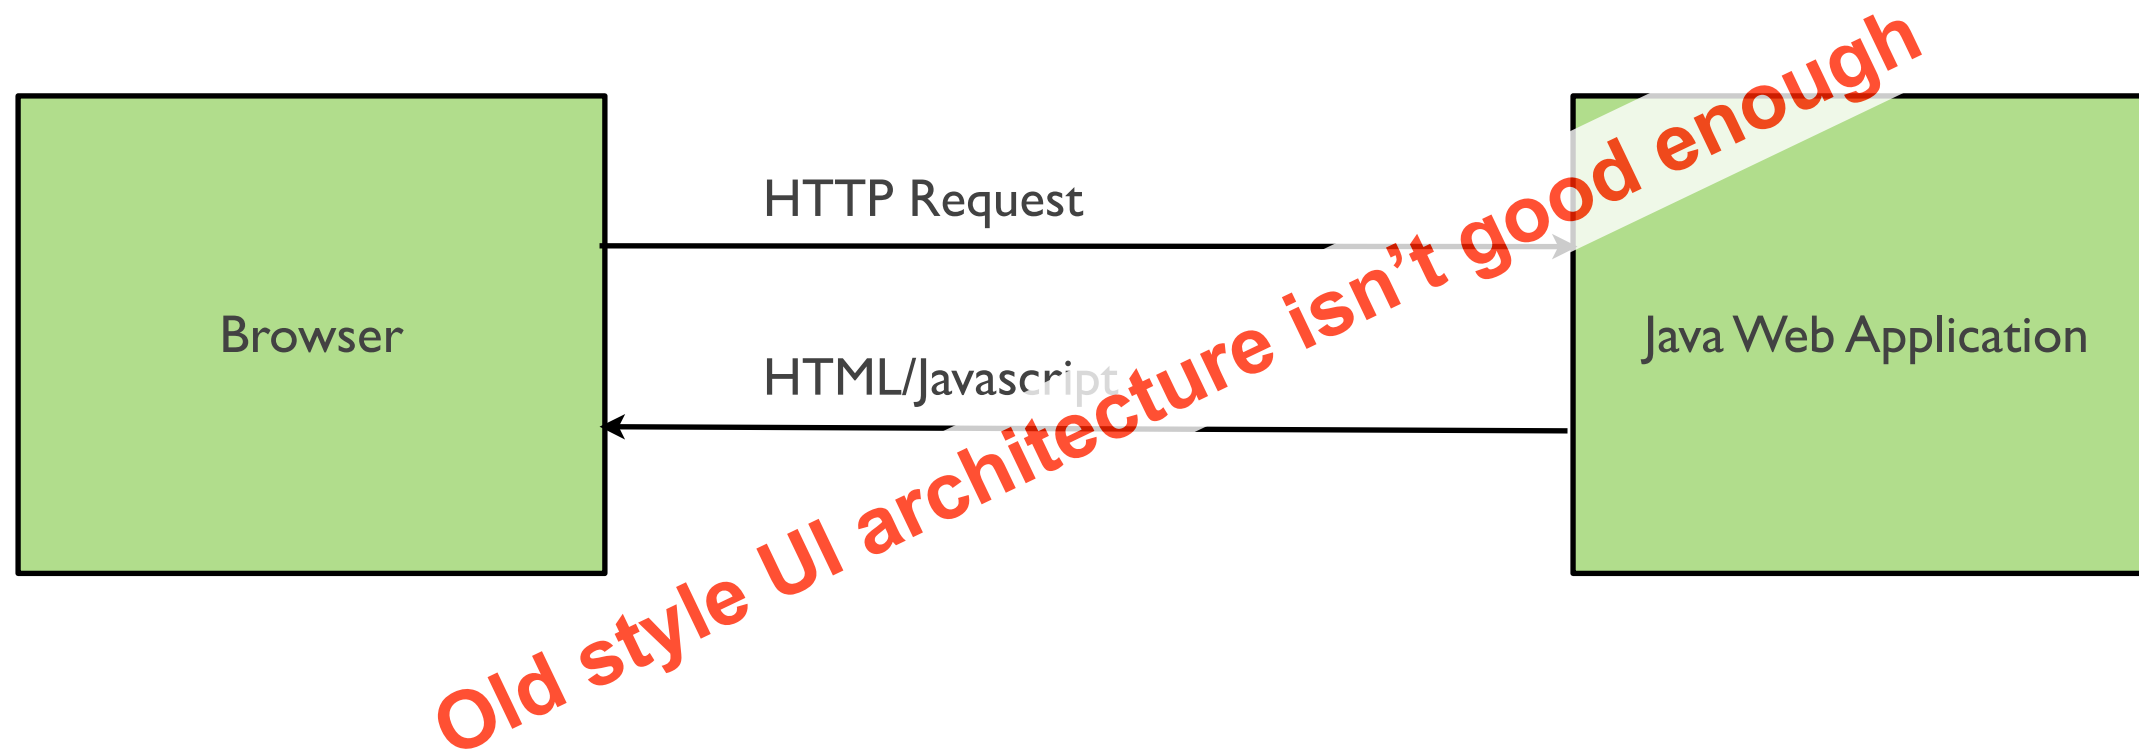 HTTP Request
Browser
Java Web Application
HTML/Javascript
Old style UI architecture isn’t good enough